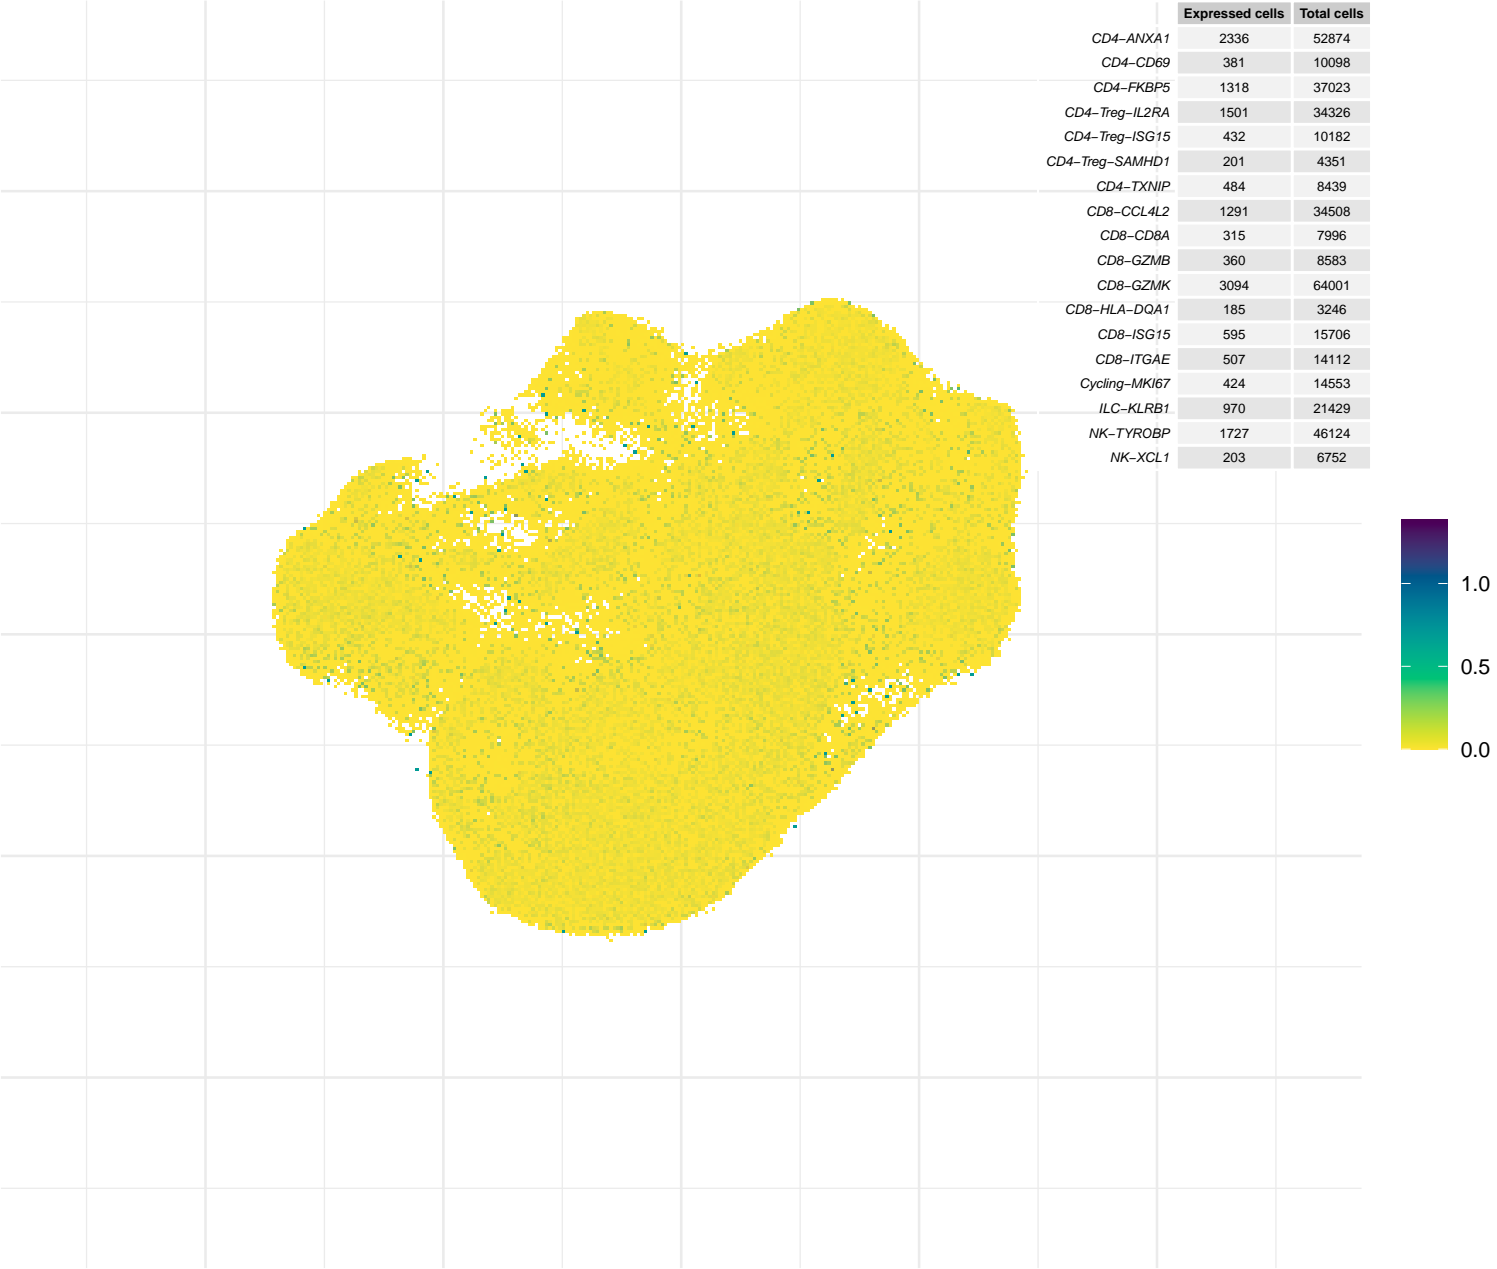 Expressed cells Total cells
CD4−ANXA1 2336 52874
CD4−CD69 381 10098
CD4−FKBP5 1318 37023
CD4−Treg−IL2RA 1501 34326
CD4−Treg−ISG15 432 10182
CD4−Treg−SAMHD1 201 4351
CD4−TXNIP 484 8439
CD8−CCL4L2 1291 34508
CD8−CD8A 315 7996
CD8−GZMB 360 8583
CD8−GZMK 3094 64001
CD8−HLA−DQA1 185 3246
CD8−ISG15 595 15706
CD8−ITGAE 507 14112
Cycling−MKI67 424 14553
ILC−KLRB1 970 21429
NK−TYROBP 1727 46124
NK−XCL1 203 6752
1.0
0.5
0.0